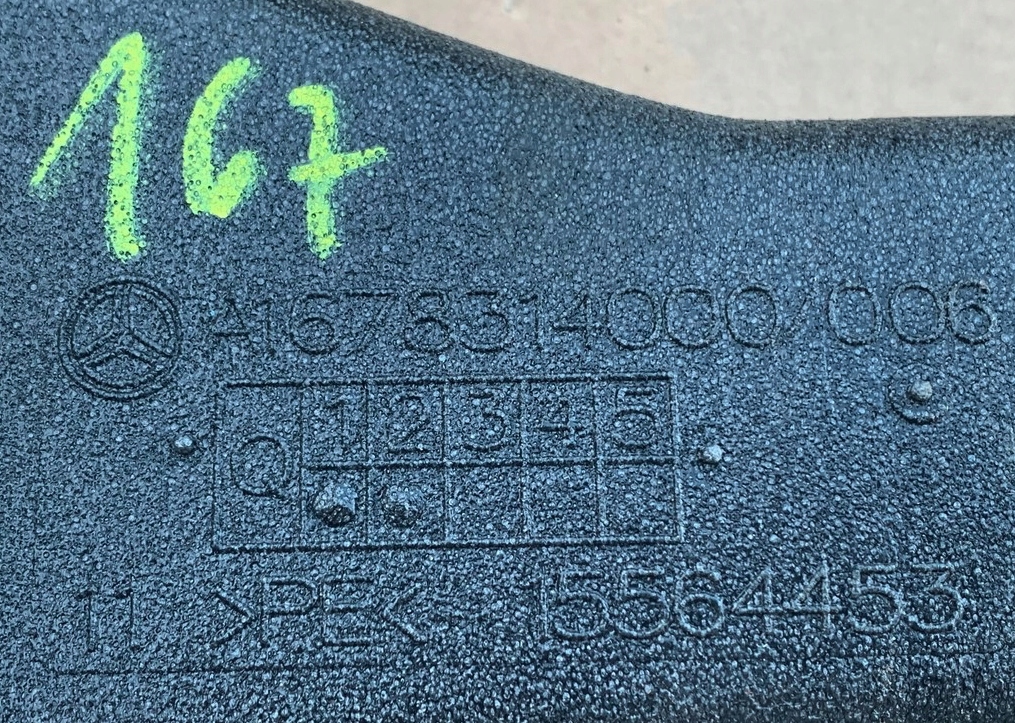 167
A1678314000/006
1 2 3 4 5
Q
11 >PE< 15564453